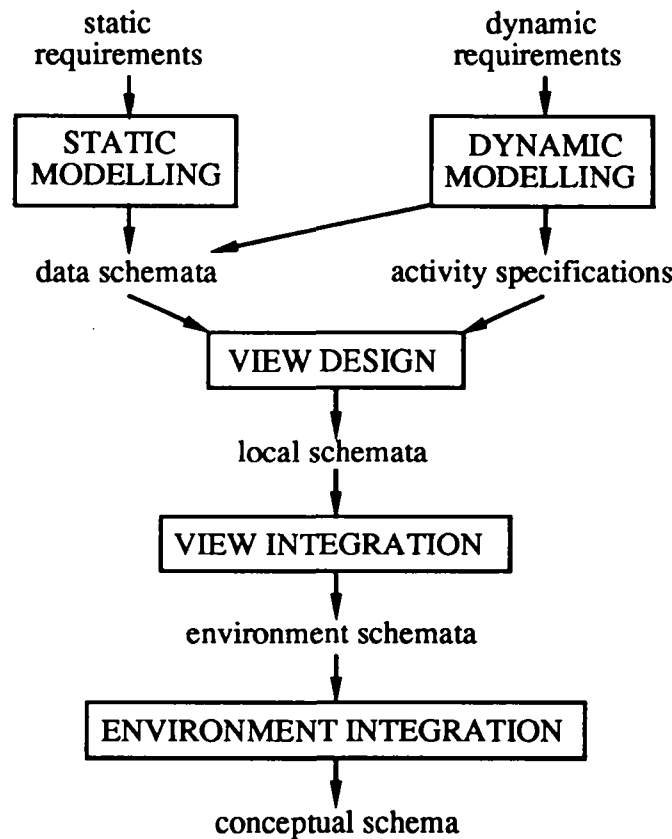 static
requirements
dynamic
requirements
STATIC
MODELLING
DYNAMIC
MODELLING
data schemata
activity specifications
VIEW DESIGN
local schemata
VIEW INTEGRATION
environment schemata
ENVIRONMENT INTEGRATION
conceptual schema